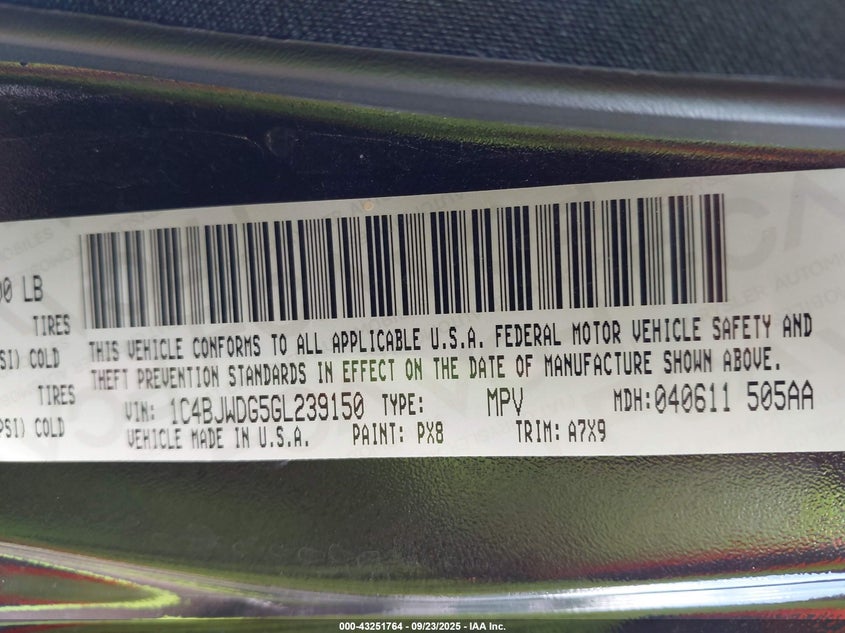 00 LB
TIRES
PSI) COLD
TIRES
PSI) COLD
THIS VEHICLE CONFORMS TO ALL APPLICABLE U.S.A. FEDERAL MOTOR VEHICLE SAFETY AND
THEFT PREVENTION STANDARDS IN EFFECT ON THE DATE OF MANUFACTURE SHOWN ABOVE.
VIN: 1C4BJWDG5GL239150 TYPE: MPV MDH:040611 505AA
VEHICLE MADE IN U.S.A. PAINT: PX8 TRIM: A7X9
000-43251764 - 09/23/2025 - IAA Inc.